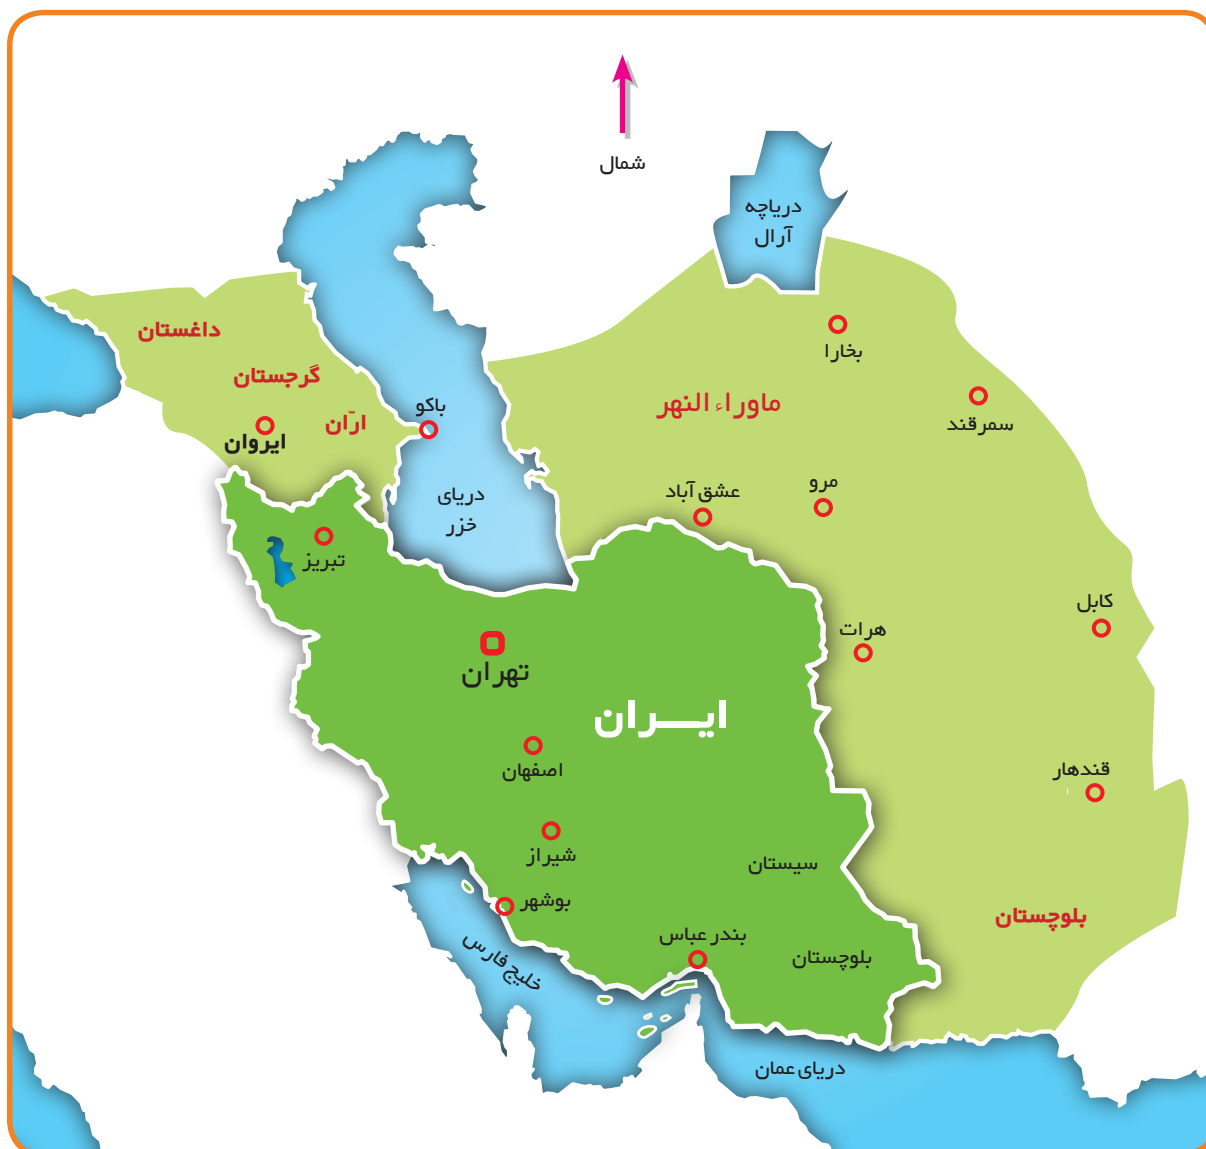 شمال
دریاچه
آرال
داغستان
بخارا
گرجستان
ماوراء النهر
باکو
سمرقند
ارّان
ایروان
دریای
خزر
عشق آباد
مرو
تبریز
کابل
هرات
تهران
ایـــران
اصفهان
قندهار
شیراز
سیستان
بوشهر
بلوچستان
بندر عباس
خلیج فارس
بلوچستان
دریای عمان